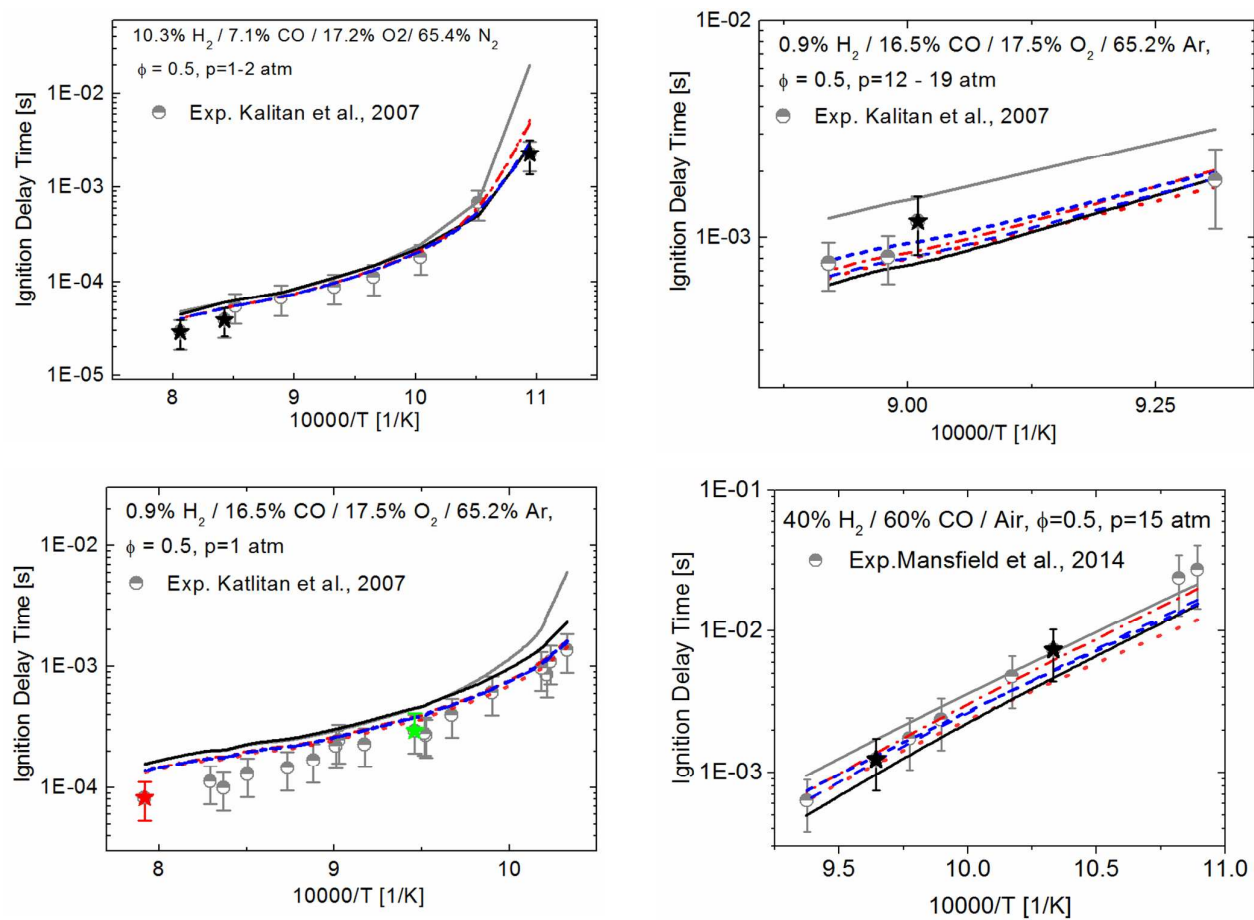 10.3% H2 / 7.1% CO / 17.2% O2/ 65.4% N2
ϕ = 0.5, p=1-2 atm
Exp. Kalitan et al., 2007
Ignition Delay Time [s]
1E-02
1E-03
1E-04
1E-05
8 9 10 11
10000/T [1/K]
0.9% H2 / 16.5% CO / 17.5% O2 / 65.2% Ar,
ϕ = 0.5, p=12 - 19 atm
Exp. Kalitan et al., 2007
Ignition Delay Time [s]
1E-02
1E-03
9.00 9.25
10000/T [1/K]
0.9% H2 / 16.5% CO / 17.5% O2 / 65.2% Ar,
ϕ = 0.5, p=1 atm
Exp. Katlitan et al., 2007
Ignition Delay Time [s]
1E-02
1E-03
1E-04
8 9 10
10000/T [1/K]
40% H2 / 60% CO / Air, ϕ=0.5, p=15 atm
Exp.Mansfield et al., 2014
Ignition Delay Time [s]
1E-01
1E-02
1E-03
9.5 10.0 10.5 11.0
10000/T [1/K]